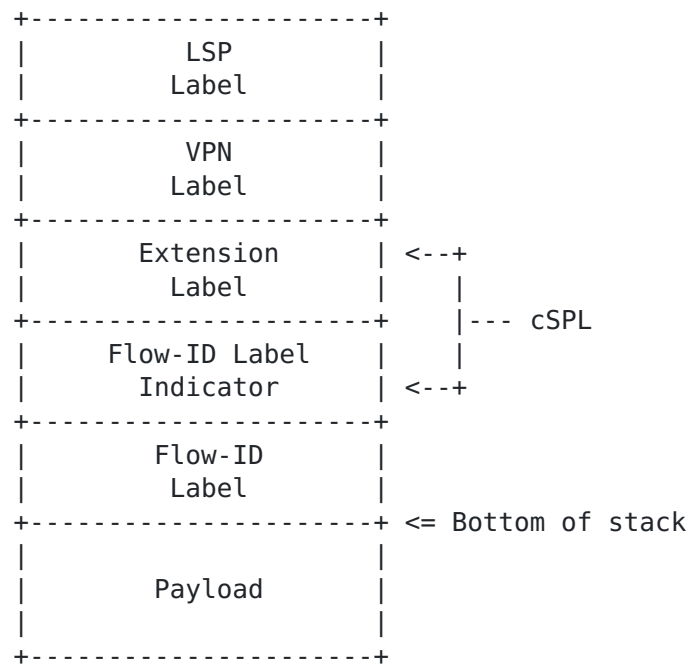 +----------------------+
|          LSP         |
|         Label        |
+----------------------+
|          VPN         |
|         Label        |
+----------------------+
|       Extension      | <--+
|         Label        |    |
+----------------------+    |--- cSPL
|     Flow-ID Label    |    |
|       Indicator      | <--+
+----------------------+
|        Flow-ID       |
|         Label        |
+----------------------+ <= Bottom of stack
|                      |
|        Payload       |
|                      |
+----------------------+